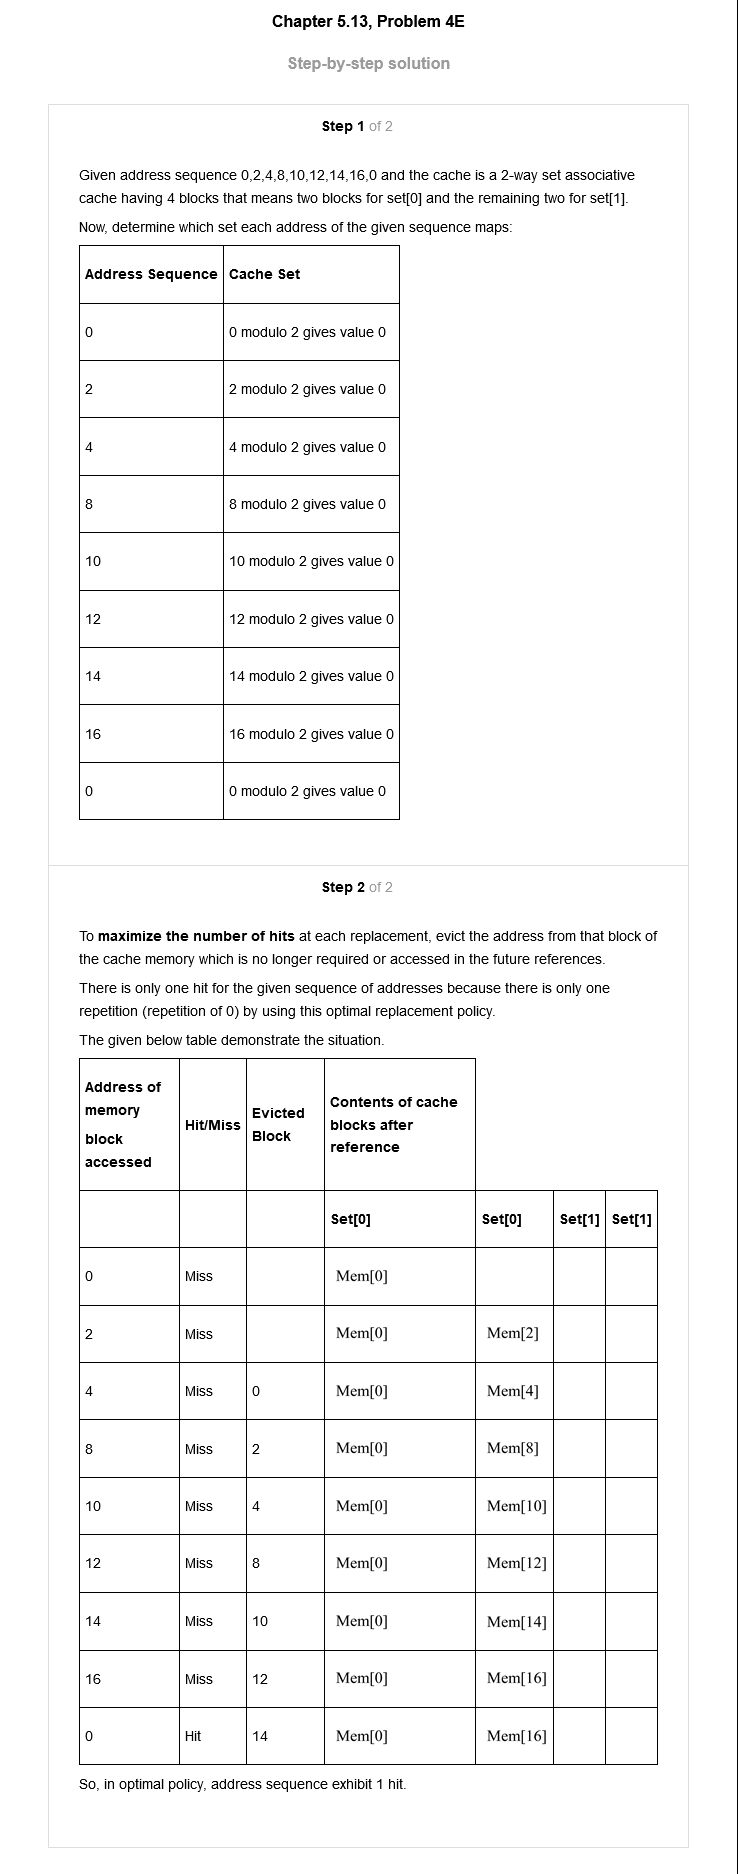 Chapter 5.13, Problem 4E
Step-by-step solution
Step 1 of 2
Given address sequence 0,2,4,8,10,12,14,16,0 and the cache is a 2-way set associative
cache having 4 blocks that means two blocks for set[0] and the remaining two for set[1].
Now, determine which set each address of the given sequence maps:
Address Sequence Cache Set
0 0 modulo 2 gives value 0
2 2 modulo 2 gives value 0
4 4 modulo 2 gives value 0
8 8 modulo 2 gives value 0
10 10 modulo 2 gives value 0
12 12 modulo 2 gives value 0
14 14 modulo 2 gives value 0
16 16 modulo 2 gives value 0
0 0 modulo 2 gives value 0
Step 2 of 2
To maximize the number of hits at each replacement, evict the address from that block of
the cache memory which is no longer required or accessed in the future references.
There is only one hit for the given sequence of addresses because there is only one
repetition (repetition of 0) by using this optimal replacement policy.
The given below table demonstrate the situation.
Address of
memory
block
accessed
Hit/Miss
Evicted
Block
Contents of cache
blocks after
reference
Set[0] Set[0] Set[1] Set[1]
0 Miss Mem[0]
2 Miss Mem[0] Mem[2]
4 Miss 0 Mem[0] Mem[4]
8 Miss 2 Mem[0] Mem[8]
10 Miss 4 Mem[0] Mem[10]
12 Miss 8 Mem[0] Mem[12]
14 Miss 10 Mem[0] Mem[14]
16 Miss 12 Mem[0] Mem[16]
0 Hit 14 Mem[0] Mem[16]
So, in optimal policy, address sequence exhibit 1 hit.